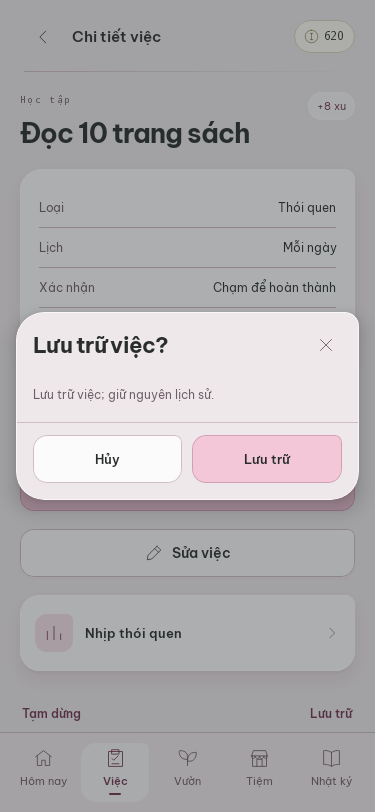 Chi tiết việc
620
Học tập
+8 xu
Đọc 10 trang sách
Loại
Thói quen
Lịch
Mỗi ngày
Xác nhận
Chạm để hoàn thành
Lưu trữ việc?
Lưu trữ việc; giữ nguyên lịch sử.
Hủy
Lưu trữ
Sửa việc
Nhịp thói quen
Tạm dừng
Lưu trữ
Hôm nay
Việc
Vườn
Tiệm
Nhật ký